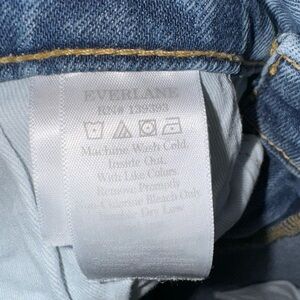 EVERLANE
RN# 139393
Machine Wash Cold.
Inside Out.
With Like Colors.
Remove Promptly
Non-Chlorine Bleach Only
Tumble Dry Low